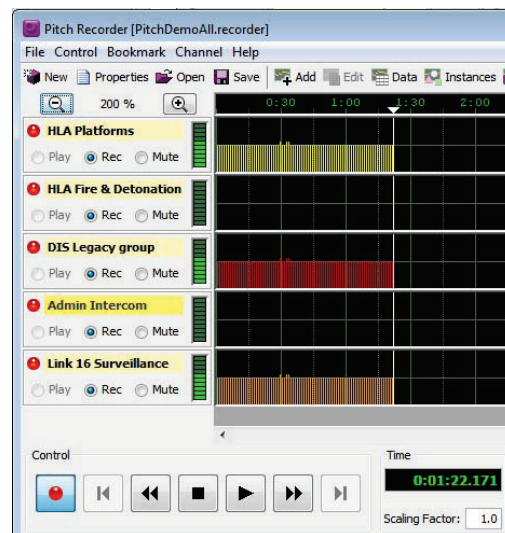 Pitch Recorder [PitchDemoAll.recorder]
File Control Bookmark Channel Help
New Properties Open Save Add Edit Data Instances
200 % 0:30 1:00 1:30 2:00
HLA Platforms
Play Rec Mute
HLA Fire & Detonation
Play Rec Mute
DIS Legacy group
Play Rec Mute
Admin Intercom
Play Rec Mute
Link 16 Surveillance
Play Rec Mute
Control Time
0:01:22.171
Scaling Factor: 1.0